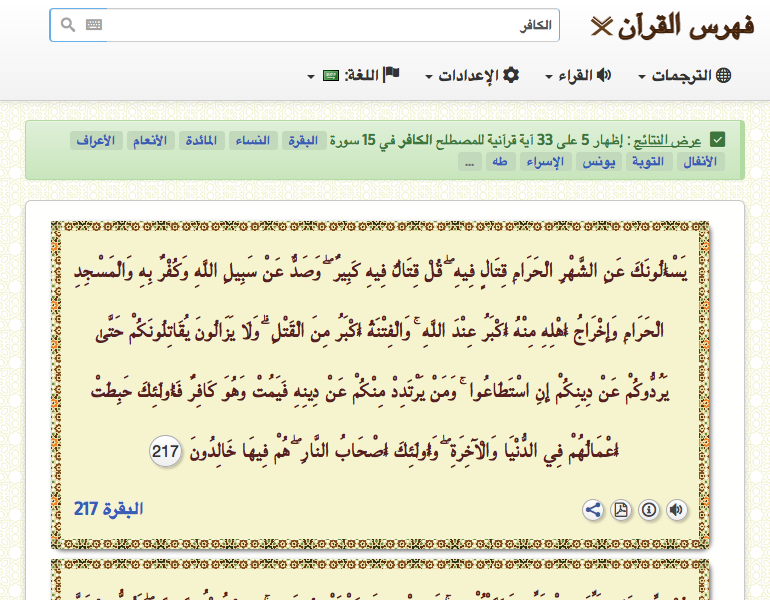 فهرس القرآن
الكافر
الترجمات
القراء
الإعدادات
اللغة:
عرض النتائج : إظهار 5 على 33 آية قرآنية للمصطلح الكافر في 15 سورة البقرة النساء المائدة الأنعام الأعراف
الأنفال التوبة يونس الإسراء طه ...
يَسْأَلُونَكَ عَنِ الشَّهْرِ الْحَرَامِ قِتَالٍ فِيهِ ۖ قُلْ قِتَالٌ فِيهِ كَبِيرٌ ۖ وَصَدٌّ عَنْ سَبِيلِ اللَّهِ وَكُفْرٌ بِهِ وَالْمَسْجِدِ
الْحَرَامِ وَإِخْرَاجُ أَهْلِهِ مِنْهُ أَكْبَرُ عِنْدَ اللَّهِ ۚ وَالْفِتْنَةُ أَكْبَرُ مِنَ الْقَتْلِ ۗ وَلَا يَزَالُونَ يُقَاتِلُونَكُمْ حَتَّىٰ
يَرُدُّوكُمْ عَنْ دِينِكُمْ إِنِ اسْتَطَاعُوا ۚ وَمَنْ يَرْتَدِدْ مِنْكُمْ عَنْ دِينِهِ فَيَمُتْ وَهُوَ كَافِرٌ فَأُولَئِكَ حَبِطَتْ
أَعْمَالُهُمْ فِي الدُّنْيَا وَالْآخِرَةِ ۖ وَأُولَئِكَ أَصْحَابُ النَّارِ ۖ هُمْ فِيهَا خَالِدُونَ 217
البقرة 217